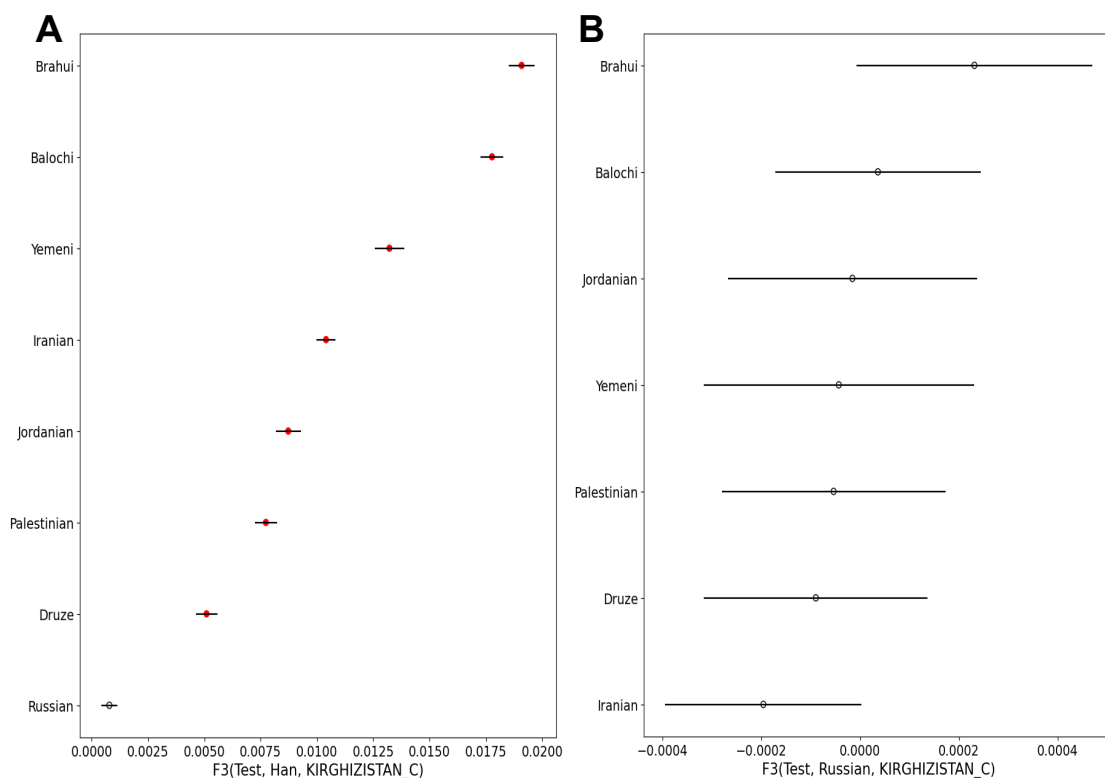 A
Brahui
Balochi
Yemeni
Iranian
Jordanian
Palestinian
Druze
Russian
0.0000 0.0025 0.0050 0.0075 0.0100 0.0125 0.0150 0.0175 0.0200
F3(Test, Han, KIRGHIZISTAN_C)
B
Brahui
Balochi
Jordanian
Yemeni
Palestinian
Druze
Iranian
−0.0004 −0.0002 0.0000 0.0002 0.0004
F3(Test, Russian, KIRGHIZISTAN_C)